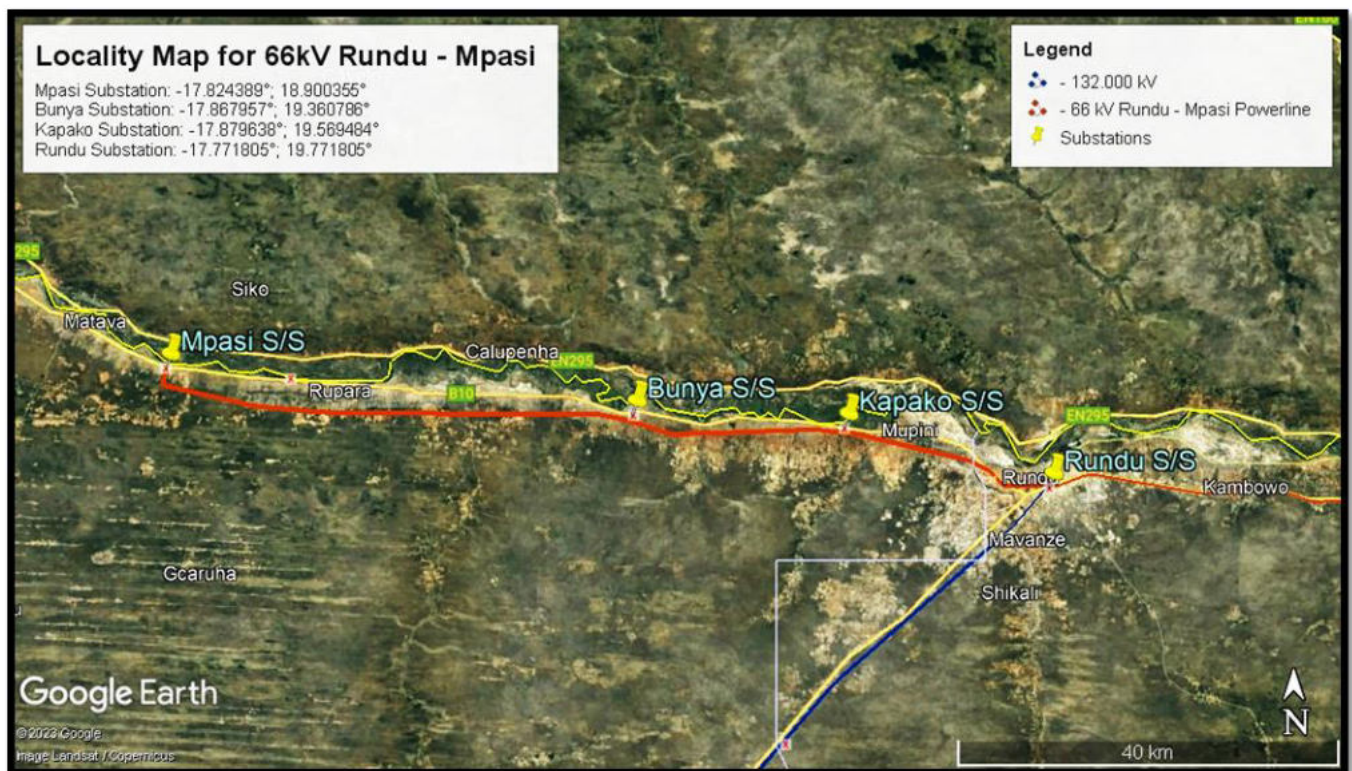 EN160
Locality Map for 66kV Rundu - Mpasi
Mpasi Substation: -17.824389°; 18.900355°
Bunya Substation: -17.867957°; 19.360786°
Kapako Substation: -17.879638°; 19.569484°
Rundu Substation: -17.771805°; 19.771805°
Legend
- 132.000 kV
- 66 kV Rundu - Mpasi Powerline
Substations
295
Siko
Matava
Mpasi S/S
Calupenha
EN295
Rupara
B10
Bunya S/S
Kapako S/S
Mupini
EN295
Rundu S/S
Rundu
Kambowo
Mavanze
Gcaruha
Shikali
Google Earth
©2023 Google
Image Landsat / Copernicus
N
40 km